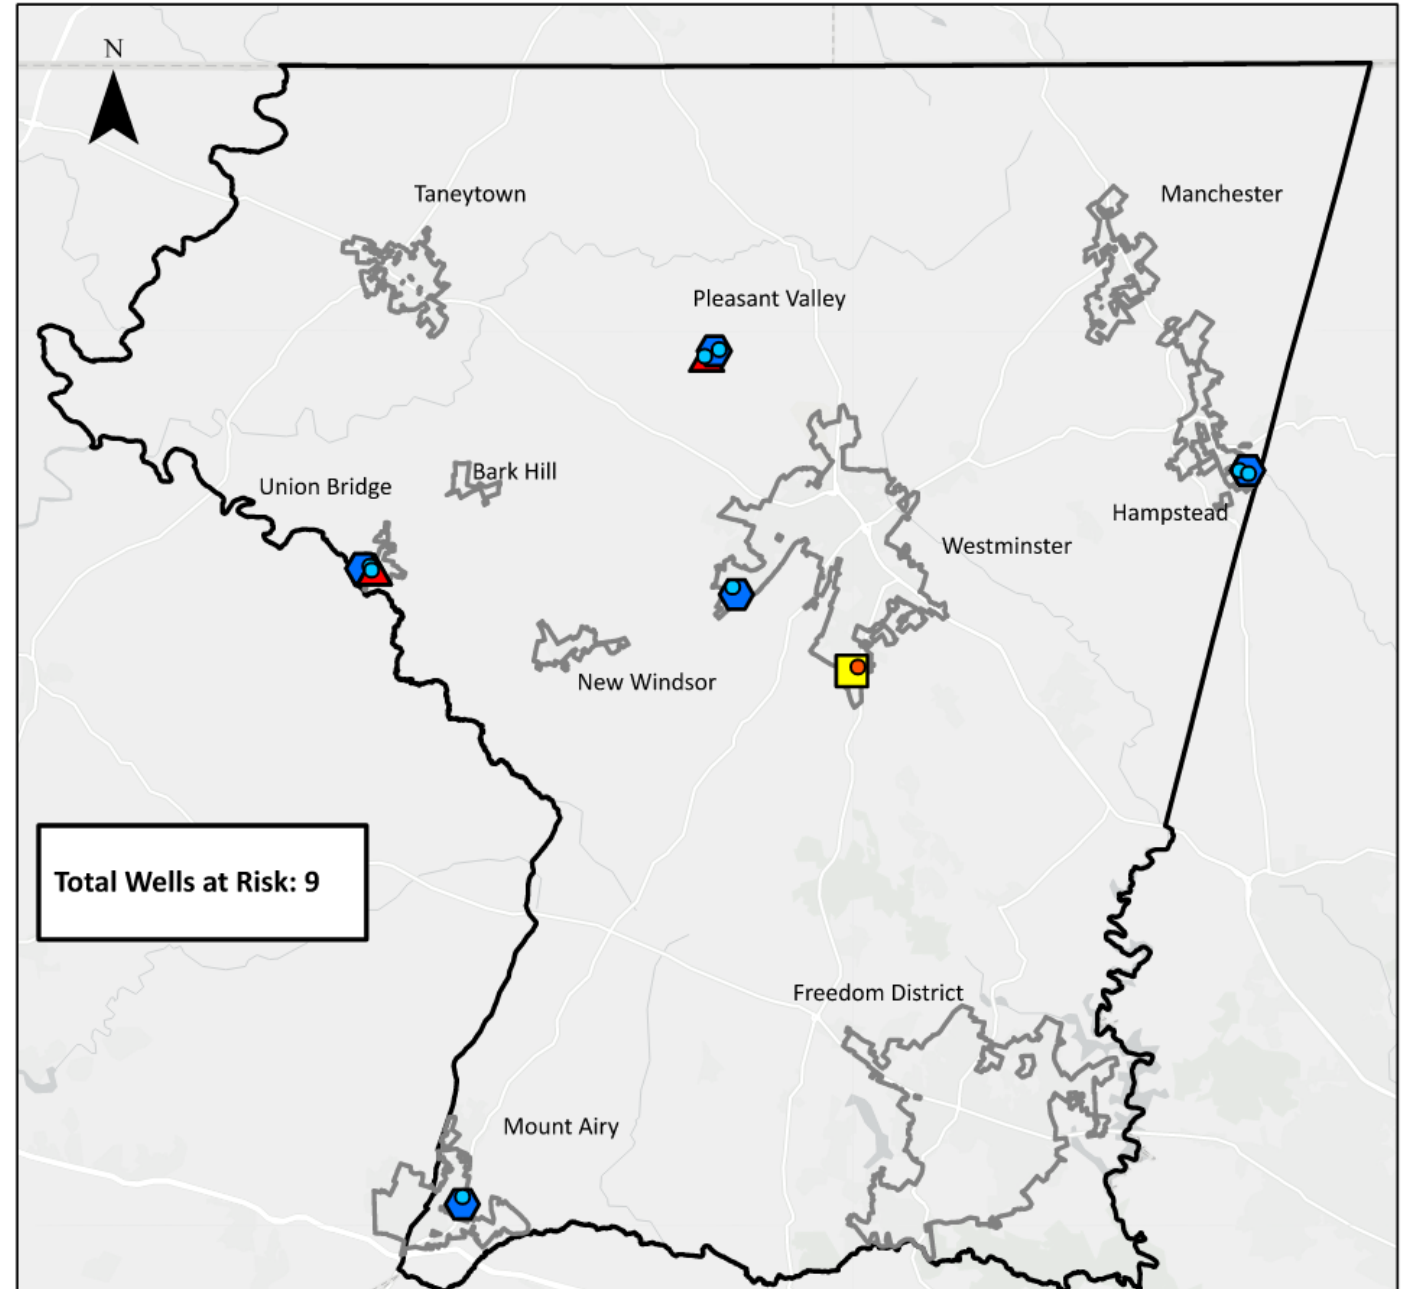 N
Taneytown
Manchester
Pleasant Valley
Bark Hill
Union Bridge
Hampstead
Westminster
New Windsor
Total Wells at Risk: 9
Freedom District
Mount Airy